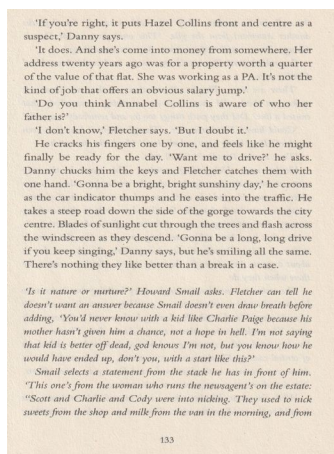 'If you're right, it puts Hazel Collins front and centre as a
suspect,' Danny says.
'It does. And she's come into money from somewhere. Her
address twenty years ago was for a property worth a quarter
of the value of that flat. She was working as a PA. It's not the
kind of job that offers an obvious salary jump.'
'Do you think Annabel Collins is aware of who her
father is?'
'I don't know,' Fletcher says. 'But I doubt it.'
He cracks his fingers one by one, and feels like he might
finally be ready for the day. 'Want me to drive?' he asks.
Danny chucks him the keys and Fletcher catches them with
one hand. 'Gonna be a bright, bright sunshiny day,' he croons
as the car indicator thumps and he eases into the traffic. He
takes a steep road down the side of the gorge towards the city
centre. Blades of sunlight cut through the trees and flash across
the windscreen as they descend. 'Gonna be a long, long drive
if you keep singing,' Danny says, but he's smiling all the same.
There's nothing they like better than a break in a case.
'Is it nature or nurture?' Howard Smail asks. Fletcher can tell he
doesn't want an answer because Smail doesn't even draw breath before
adding, 'You'd never know with a kid like Charlie Paige because his
mother hasn't given him a chance, not a hope in hell. I'm not saying
that kid is better off dead, god knows I'm not, but you know how he
would have ended up, don't you, with a start like this?'
Smail selects a statement from the stack he has in front of him.
'This one's from the woman who runs the newsagent's on the estate:
"Scott and Charlie and Cody were into nicking. They used to nick
sweets from the shop and milk from the van in the morning, and from
133